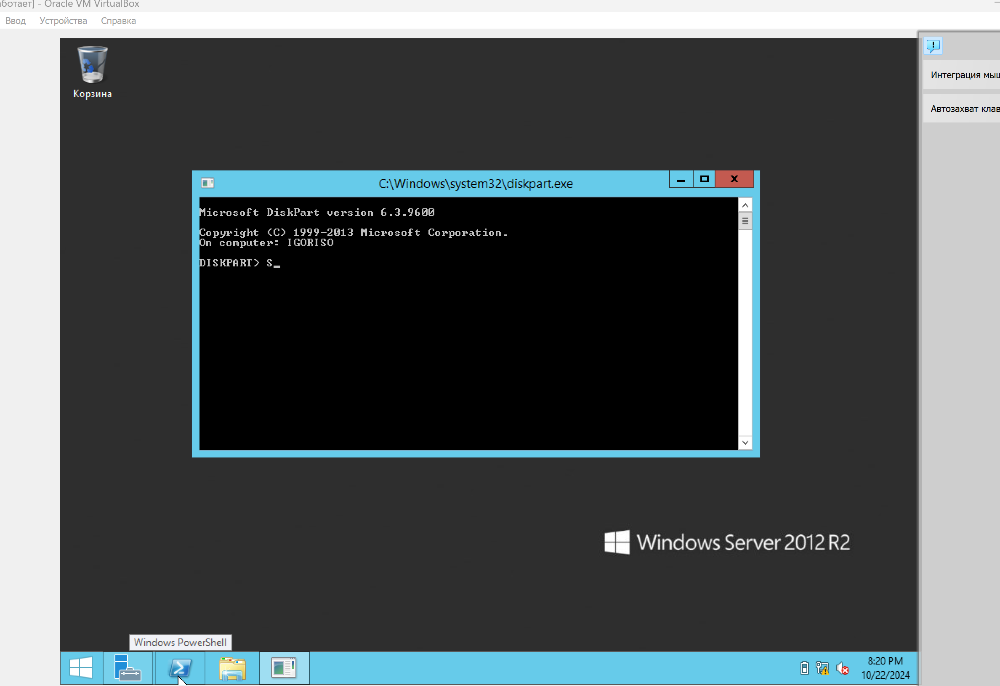 ботает] - Oracle VM VirtualBox
Ввод Устройства Справка
Корзина
Интеграция
Автозахват
C:\Windows\system32\diskpart.exe
Microsoft DiskPart version 6.3.9600
Copyright (C) 1999-2013 Microsoft Corporation.
On computer: IGORISO
DISKPART> S_
Windows Server 2012 R2
Windows PowerShell
8:20 PM
10/22/2024